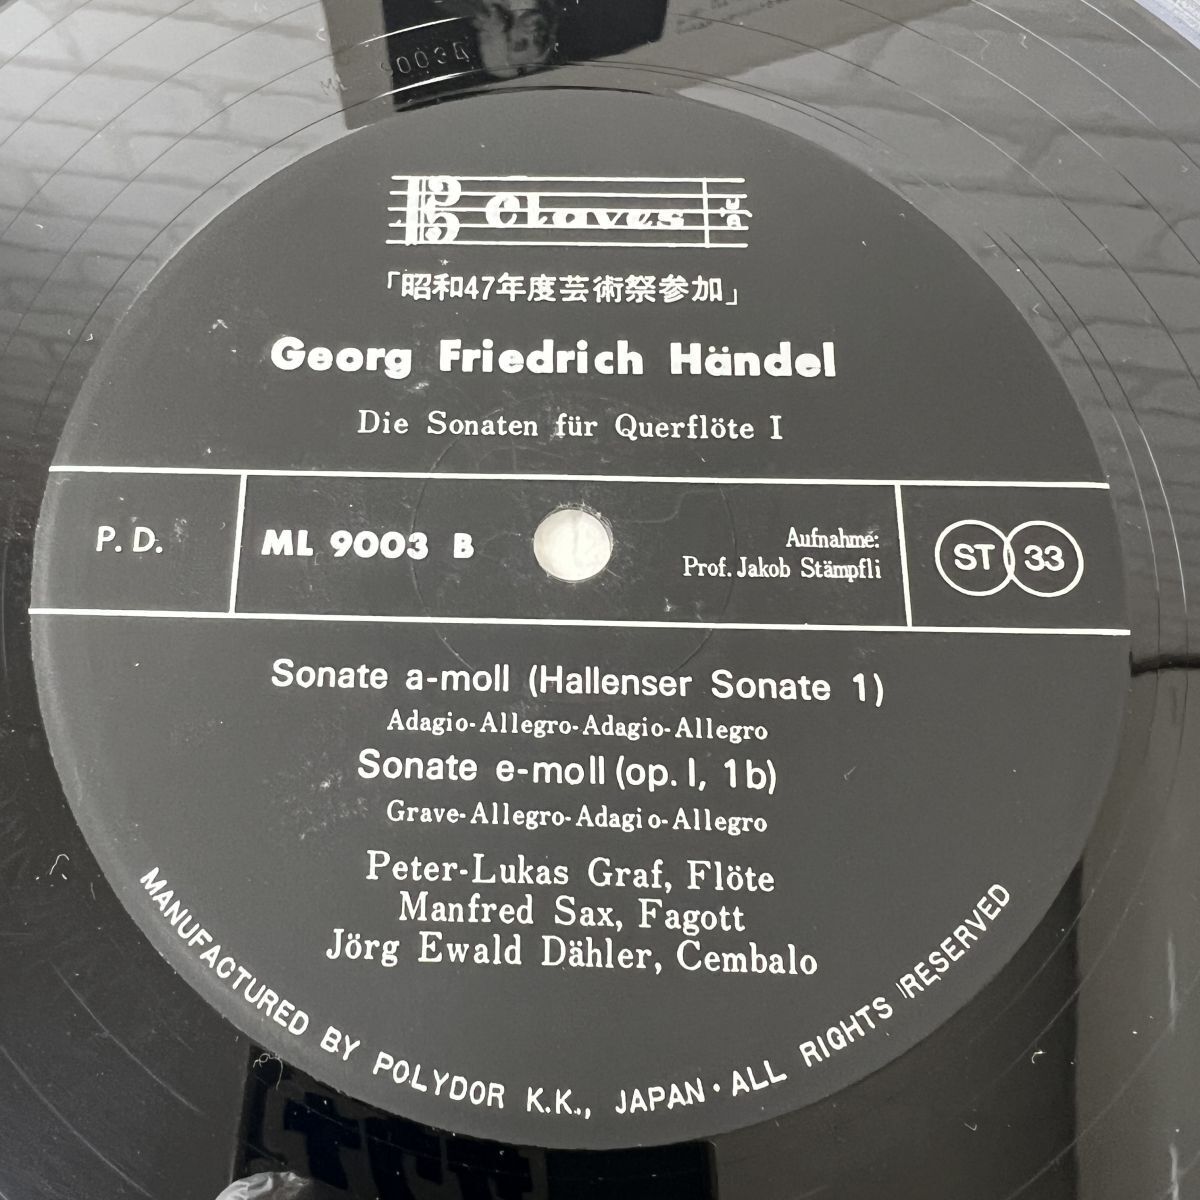 Claves
「昭和47年度芸術祭参加」
Georg Friedrich Händel
Die Sonaten für Querflöte I
P. D.
ML 9003 B
Aufnahme:
Prof. Jakob Stämpfli
ST 33
Sonate a-moll (Hallenser Sonate 1)
Adagio-Allegro-Adagio-Allegro
Sonate e-moll (op. I, 1b)
Grave-Allegro-Adagio-Allegro
Peter-Lukas Graf, Flöte
Manfred Sax, Fagott
Jörg Ewald Dähler, Cembalo
MANUFACTURED BY POLYDOR K.K., JAPAN · ALL RIGHTS RESERVED